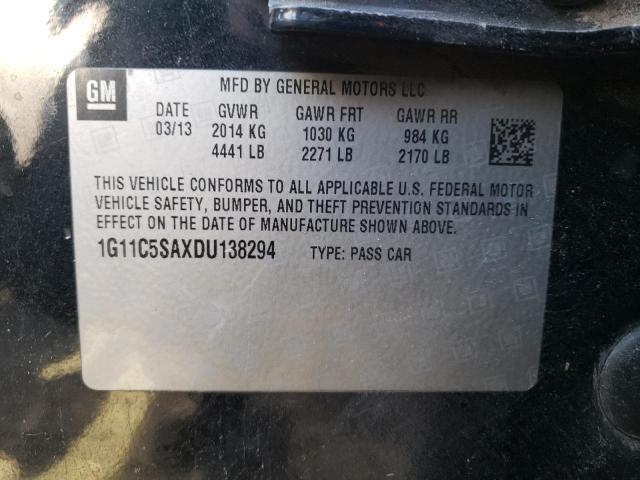 GM
MFD BY GENERAL MOTORS LLC
DATE GVWR GAWR FRT GAWR RR
03/13 2014 KG 1030 KG 984 KG
4441 LB 2271 LB 2170 LB
THIS VEHICLE CONFORMS TO ALL APPLICABLE U.S. FEDERAL MOTOR
VEHICLE SAFETY, BUMPER, AND THEFT PREVENTION STANDARDS IN
EFFECT ON THE DATE OF MANUFACTURE SHOWN ABOVE.
1G11C5SAXDU138294 TYPE: PASS CAR